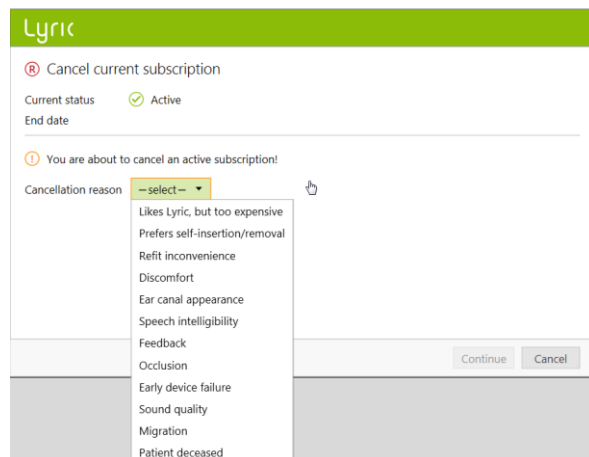 Lyric
R Cancel current subscription
Current status Active
End date
! You are about to cancel an active subscription!
Cancellation reason —select—
Likes Lyric, but too expensive
Prefers self-insertion/removal
Refit inconvenience
Discomfort
Ear canal appearance
Speech intelligibility
Feedback
Occlusion
Early device failure
Sound quality
Migration
Patient deceased
Continue Cancel